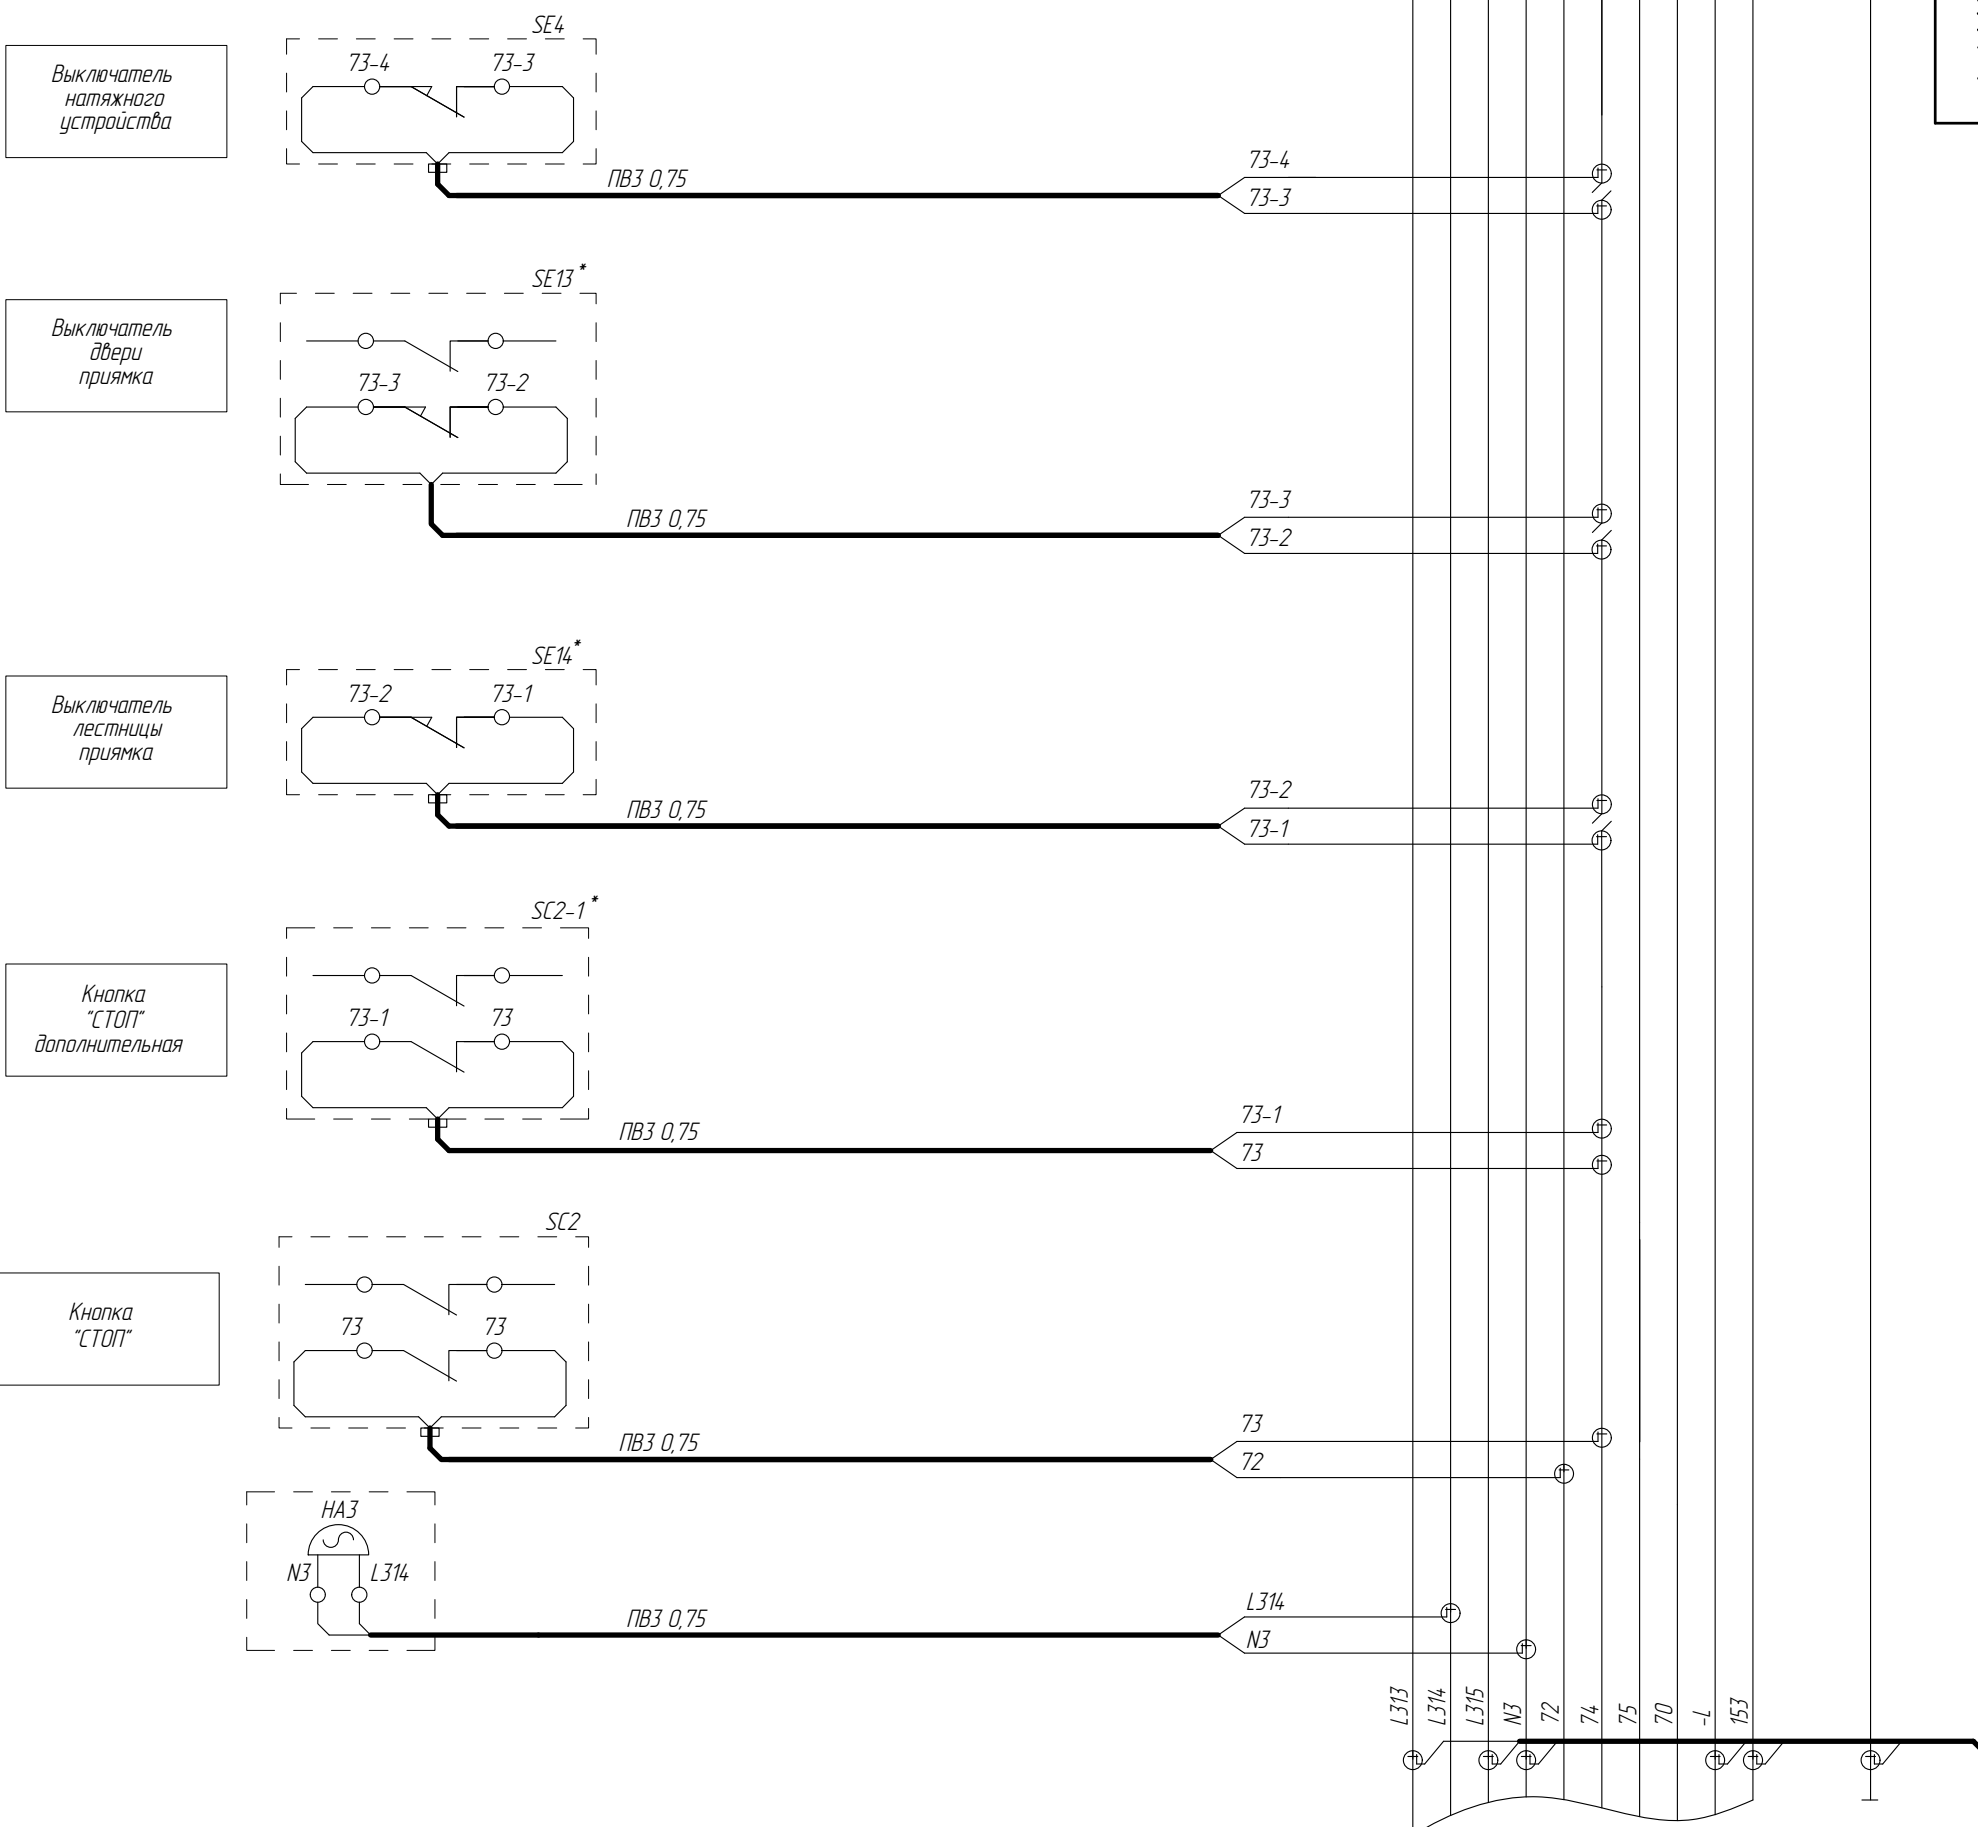 SE4
Выключатель
натяжного
устройства
73-4 73-3
ПВ3 0,75
73-4
73-3
SE13*
Выключатель
двери
приямка
73-3 73-2
ПВ3 0,75
73-3
73-2
SE14*
Выключатель
лестницы
приямка
73-2 73-1
ПВ3 0,75
73-2
73-1
SC2-1*
Кнопка
"СТОП"
дополнительная
73-1 73
ПВ3 0,75
73-1
73
SC2
Кнопка
"СТОП"
73 73
ПВ3 0,75
73
72
HA3
N3 L314
ПВ3 0,75
L314
N3
L313 L314 L315 N3 72 74 75 70 -L 153